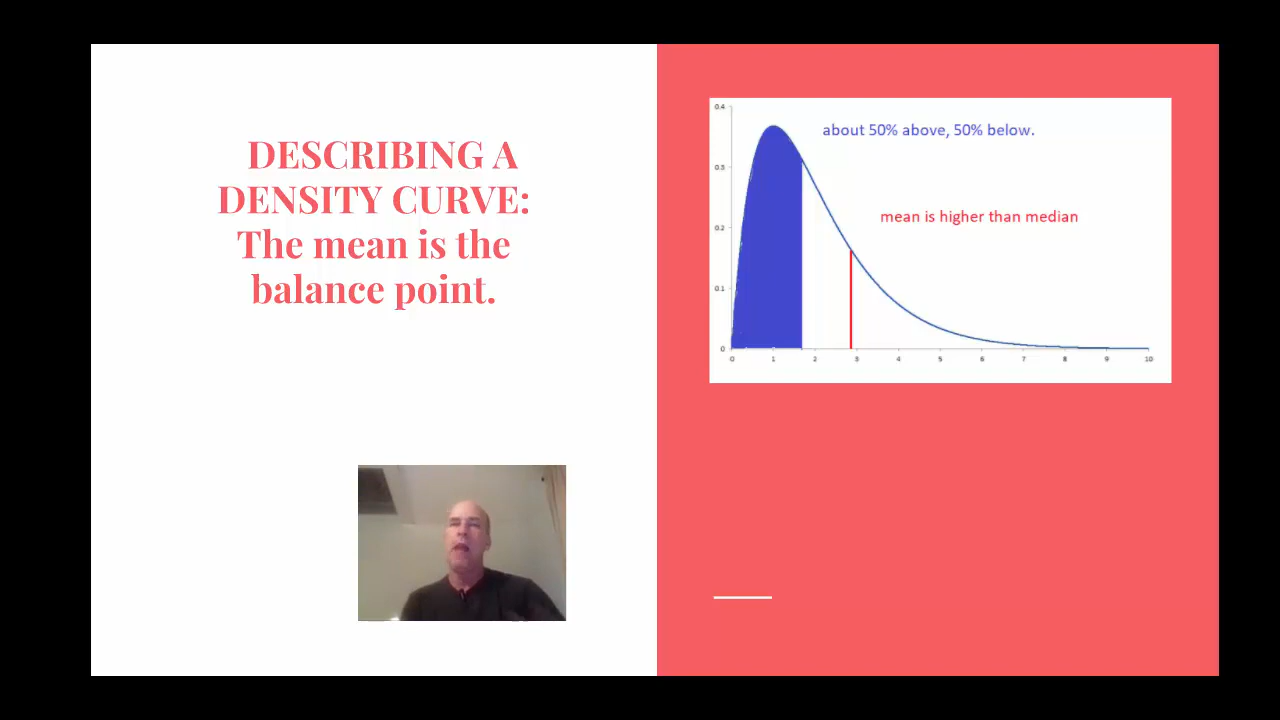 DESCRIBING A
DENSITY CURVE:
The mean is the
balance point.
about 50% above, 50% below.
mean is higher than median
0.4
0.3
0.2
0.1
0
0 1 2 3 4 5 6 7 8 9 10